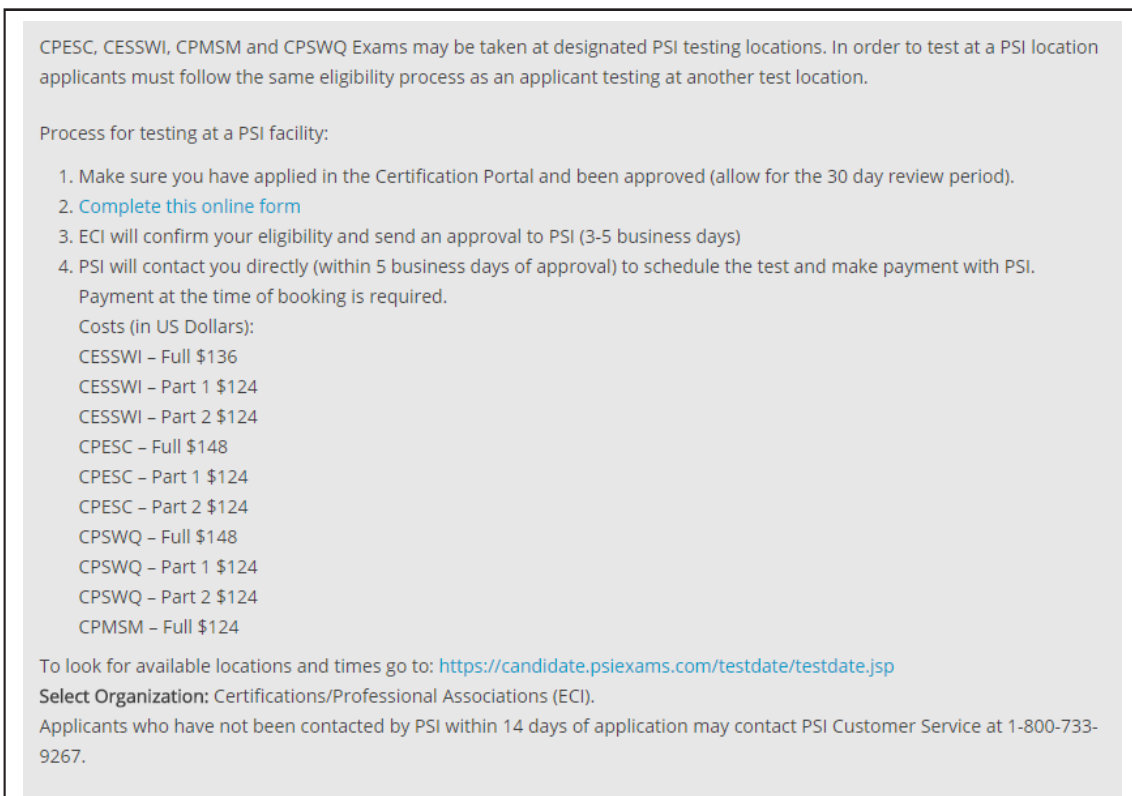 CPESC, CESSWI, CPMSM and CPSWQ Exams may be taken at designated PSI testing locations. In order to test at a PSI location
applicants must follow the same eligibility process as an applicant testing at another test location.
Process for testing at a PSI facility:
1. Make sure you have applied in the Certification Portal and been approved (allow for the 30 day review period).
2. Complete this online form
3. ECI will confirm your eligibility and send an approval to PSI (3-5 business days)
4. PSI will contact you directly (within 5 business days of approval) to schedule the test and make payment with PSI.
Payment at the time of booking is required.
Costs (in US Dollars):
CESSWI – Full $136
CESSWI – Part 1 $124
CESSWI – Part 2 $124
CPESC – Full $148
CPESC – Part 1 $124
CPESC – Part 2 $124
CPSWQ – Full $148
CPSWQ – Part 1 $124
CPSWQ – Part 2 $124
CPMSM – Full $124
To look for available locations and times go to: https://candidate.psiexams.com/testdate/testdate.jsp
Select Organization: Certifications/Professional Associations (ECI).
Applicants who have not been contacted by PSI within 14 days of application may contact PSI Customer Service at 1-800-733-
9267.